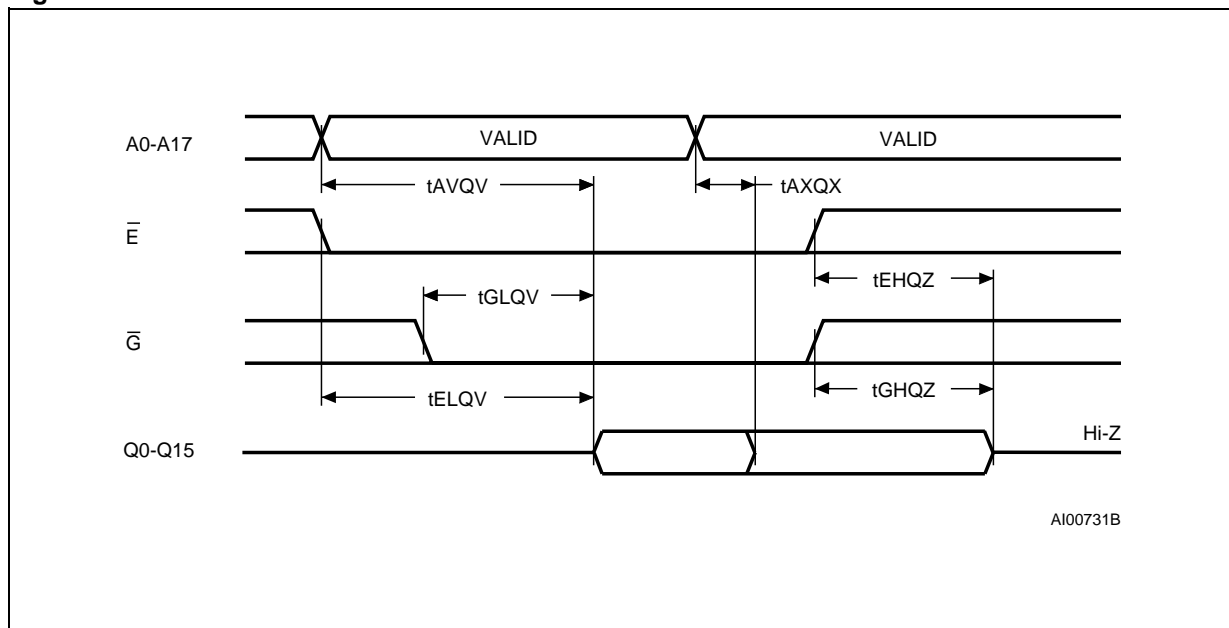 g
A0-A17
VALID
VALID
tAVQV
tAXQX
E̅
tEHQZ
tGLQV
G̅
tGHQZ
tELQV
Hi-Z
Q0-Q15
AI00731B